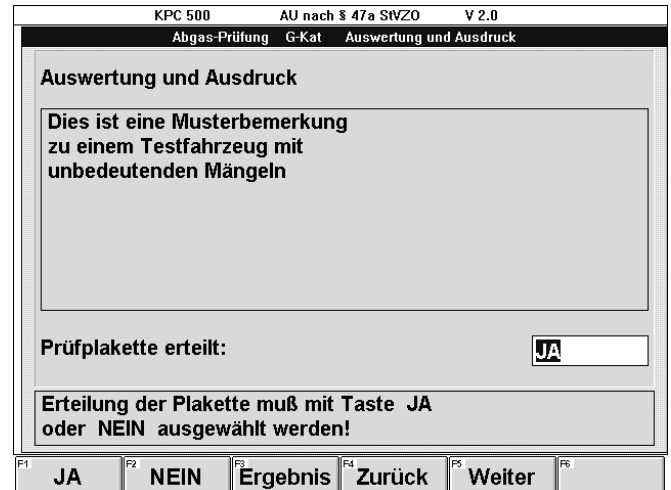 KPC 500 AU nach § 47a StVZO V 2.0
Abgas-Prüfung G-Kat Auswertung und Ausdruck
Auswertung und Ausdruck
Dies ist eine Musterbemerkung
zu einem Testfahrzeug mit
unbedeutenden Mängeln
Prüfplakette erteilt: JA
Erteilung der Plakette muß mit Taste JA
oder NEIN ausgewählt werden!
F1 JA F2 NEIN F3 Ergebnis F4 Zurück F5 Weiter F6